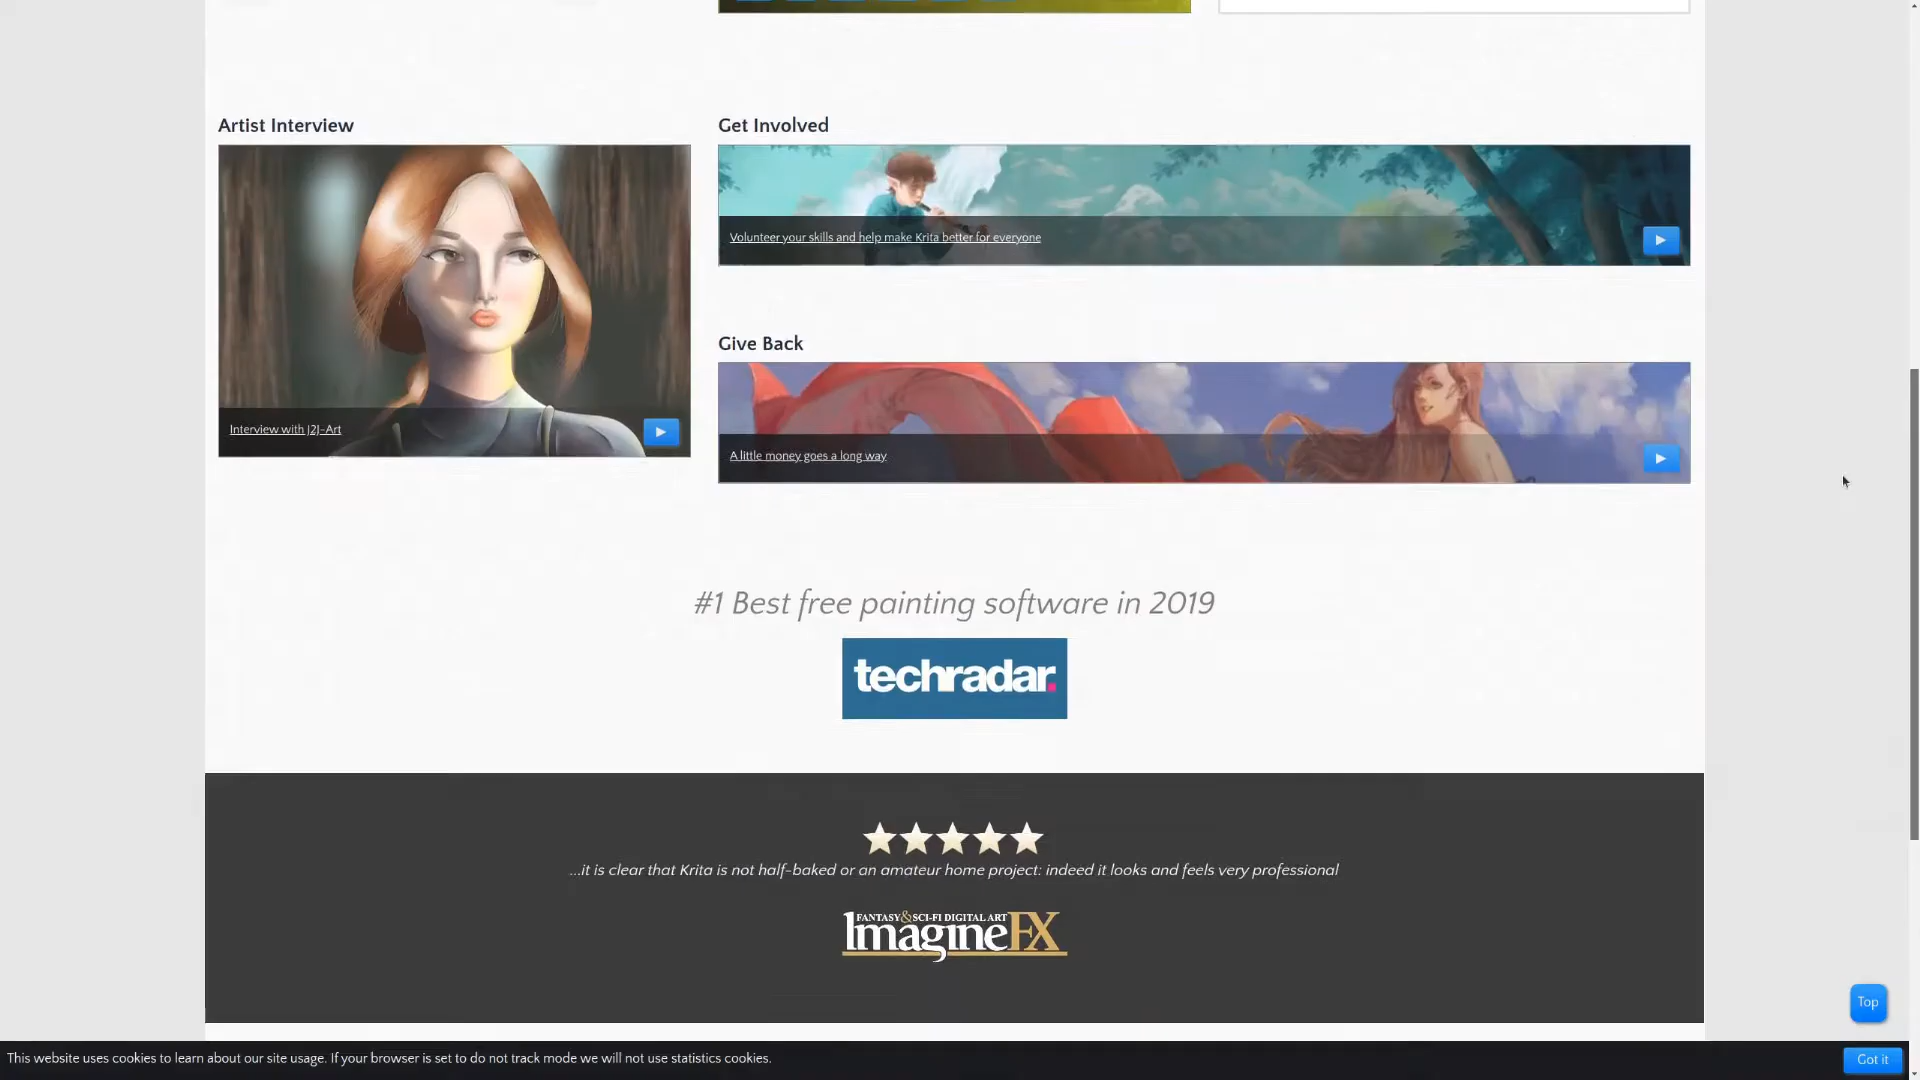 Artist Interview
Interview with J2J-Art
Get Involved
Volunteer your skills and help make Krita better for everyone
Give Back
A little money goes a long way
#1 Best free painting software in 2019
techradar.
...it is clear that Krita is not half-baked or an amateur home project: indeed it looks and feels very professional
FANTASY & SCI-FI DIGITAL ART
ImagineFX
Top
This website uses cookies to learn about our site usage. If your browser is set to do not track mode we will not use statistics cookies.
Got it